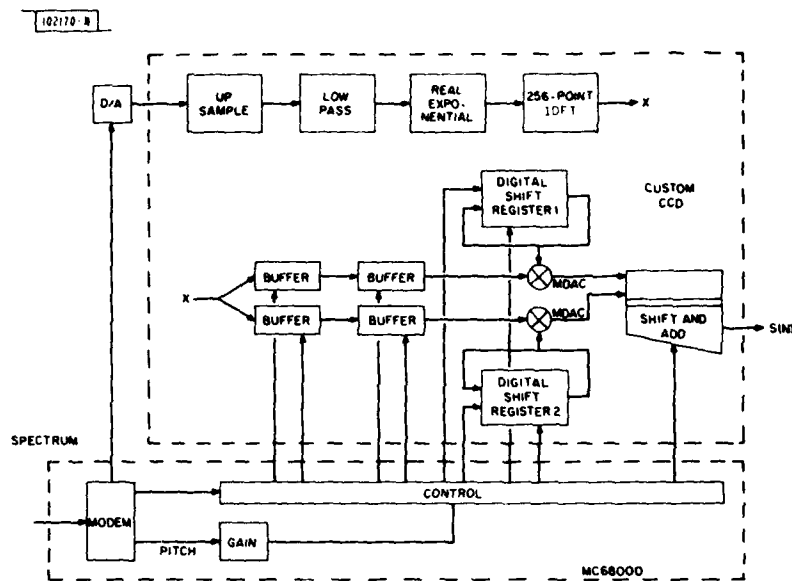 102170-N
D/A
UP
SAMPLE
LOW
PASS
REAL
EXPO-
NENTIAL
256-POINT
IDFT
X
DIGITAL
SHIFT
REGISTER 1
CUSTOM
CCD
BUFFER
BUFFER
MDAC
X
BUFFER
BUFFER
MDAC
SHIFT AND
ADD
S(N)
DIGITAL
SHIFT
REGISTER 2
SPECTRUM
CONTROL
MODEM
PITCH
GAIN
MC68000